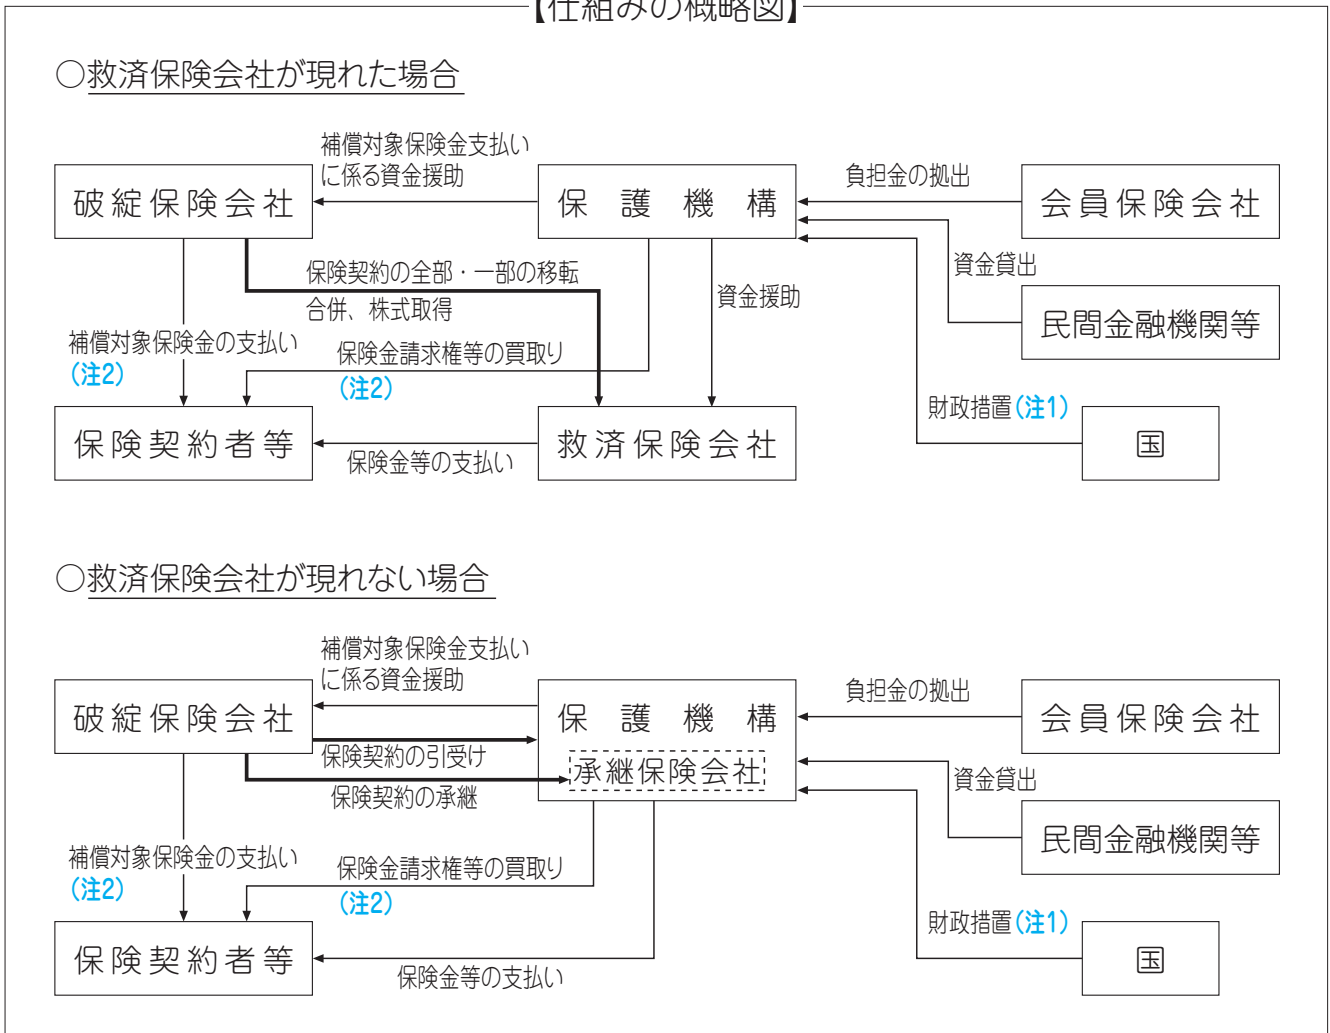 【仕組みの概略図】
○救済保険会社が現れた場合
補償対象保険金支払い
に係る資金援助
負担金の拠出
破綻保険会社
保護機構
会員保険会社
保険契約の全部・一部の移転
合併、株式取得
資金援助
資金貸出
民間金融機関等
補償対象保険金の支払い
(注2)
保険金請求権等の買取り
(注2)
財政措置(注1)
保険契約者等
救済保険会社
国
保険金等の支払い
○救済保険会社が現れない場合
補償対象保険金支払い
に係る資金援助
負担金の拠出
破綻保険会社
保護機構
会員保険会社
保険契約の引受け
承継保険会社
資金貸出
保険契約の承継
民間金融機関等
補償対象保険金の支払い
(注2)
保険金請求権等の買取り
(注2)
財政措置(注1)
保険契約者等
国
保険金等の支払い